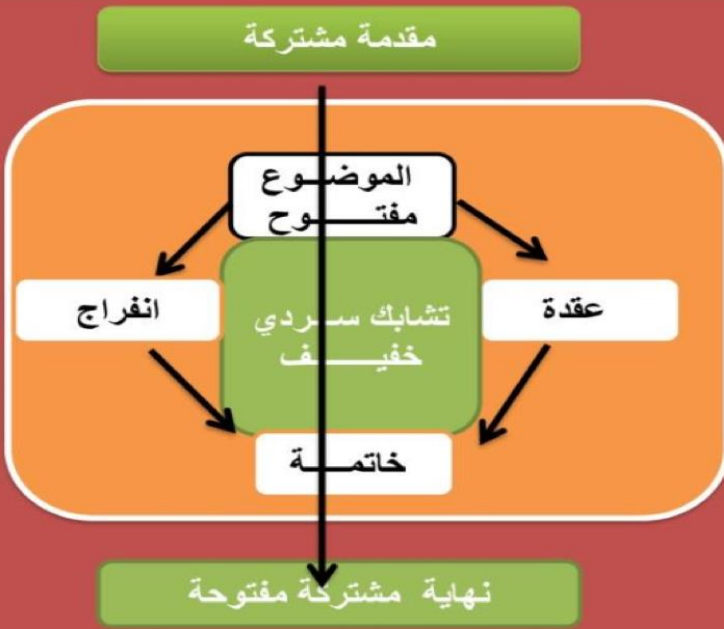 مقدمة مشتركة
الموضوع
مفتوح
عقدة
تشابك سردي
خفيف
انفراج
خاتمة
نهاية مشتركة مفتوحة